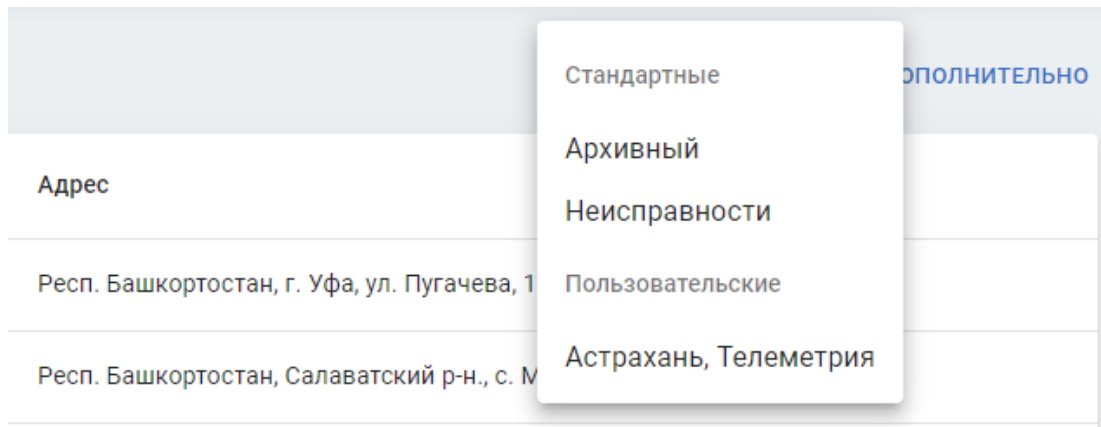 Стандартные
ОПОЛНИТЕЛЬНО
Архивный
Адрес
Неисправности
Респ. Башкортостан, г. Уфа, ул. Пугачева, 1
Пользовательские
Астрахань, Телеметрия
Респ. Башкортостан, Салаватский р-н., с. М